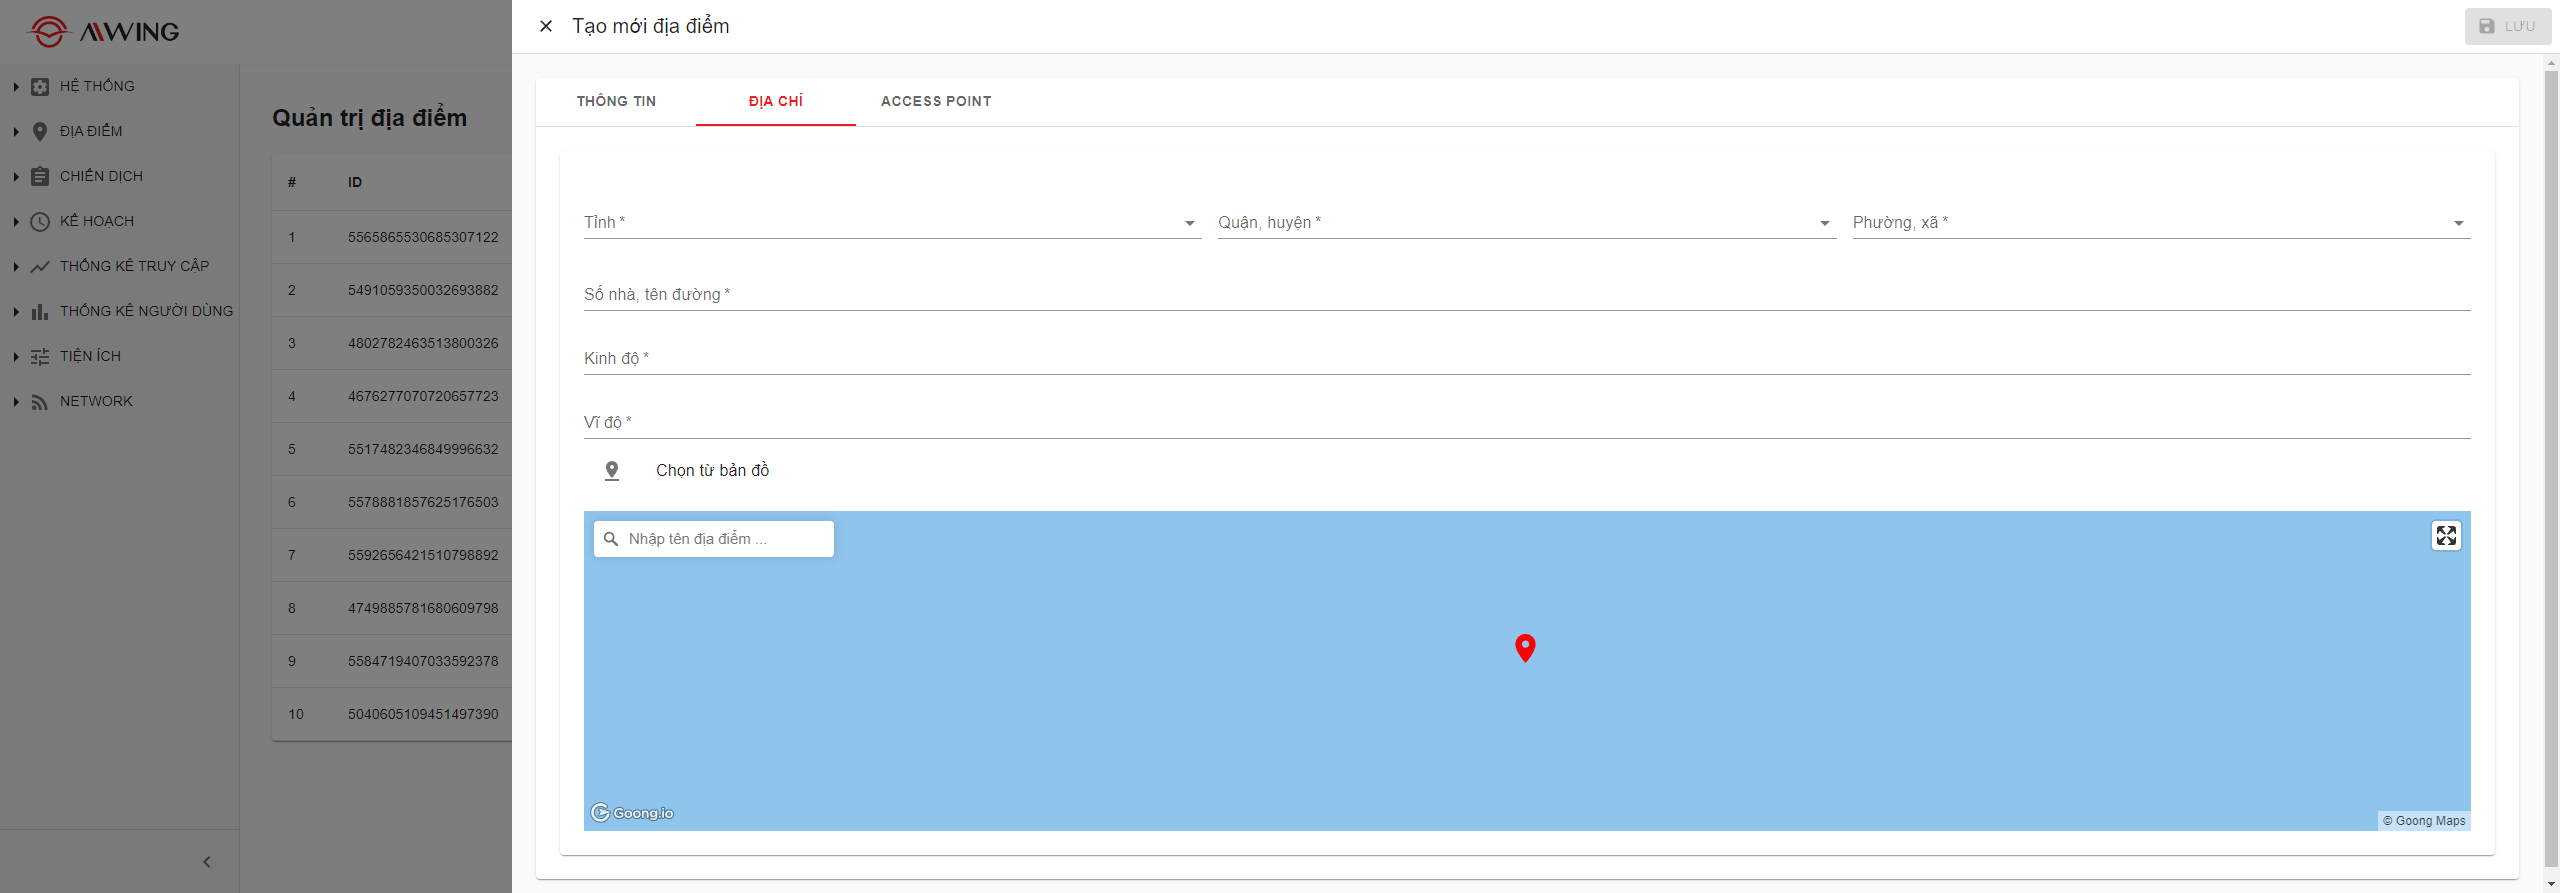 AWING
HỆ THỐNG
ĐỊA ĐIỂM
CHIẾN DỊCH
KẾ HOẠCH
THỐNG KÊ TRUY CẬP
THỐNG KÊ NGƯỜI DÙNG
TIỆN ÍCH
NETWORK
Quản trị địa điểm
# ID
1 5565865530685307122
2 5491059350032693882
3 4802782463513800326
4 4676277070720657723
5 5517482346849996632
6 5578881857625176503
7 5592656421510798892
8 4749885781680609798
9 5584719407033592378
10 5040605109451497390
Tạo mới địa điểm
LƯU
THÔNG TIN ĐỊA CHỈ ACCESS POINT
Tỉnh * Quận, huyện * Phường, xã *
Số nhà, tên đường *
Kinh độ *
Vĩ độ *
Chọn từ bản đồ
Nhập tên địa điểm ...
Goong.io
© Goong Maps